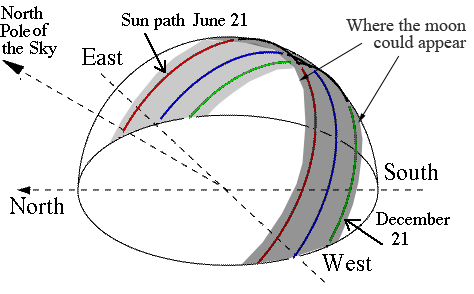 North
Pole of
the Sky
Sun path June 21
Where the moon
could appear
East
South
North
December
21
West